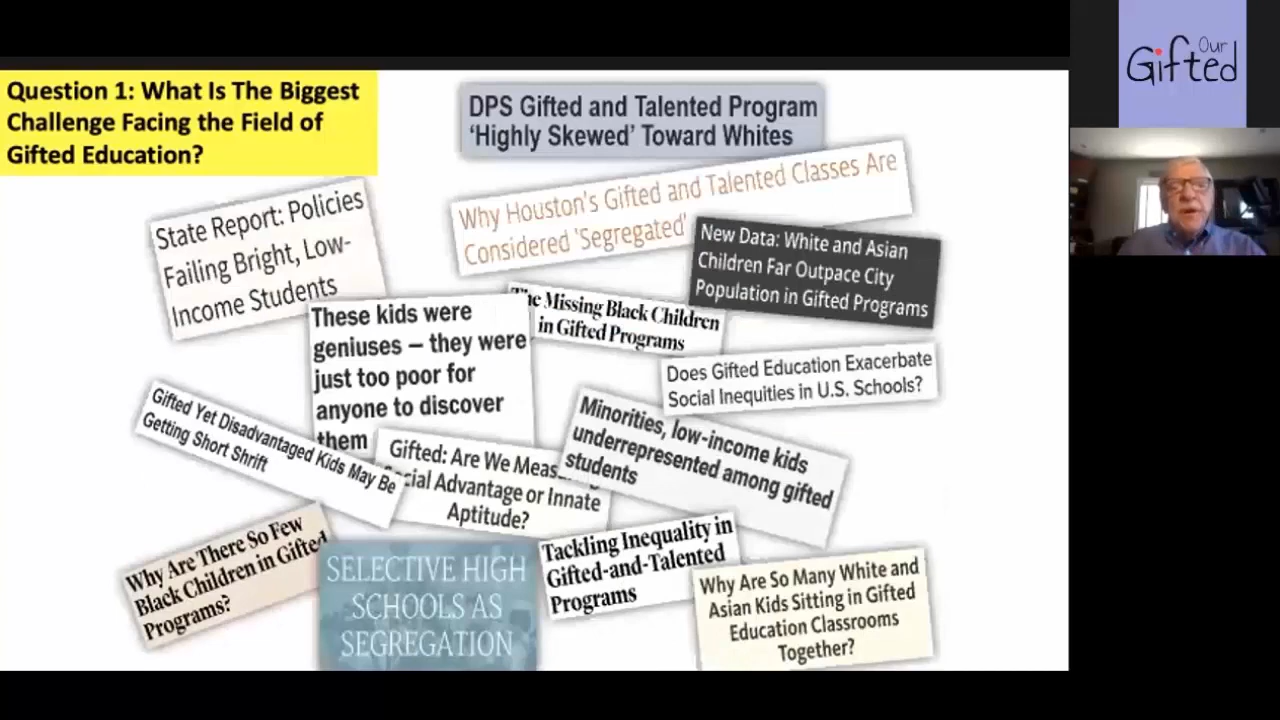 Question 1: What Is The Biggest
Challenge Facing the Field of
Gifted Education?
DPS Gifted and Talented Program
'Highly Skewed' Toward Whites
Why Houston's Gifted and Talented Classes Are
Considered 'Segregated'
State Report: Policies
Failing Bright, Low-
Income Students
New Data: White and Asian
Children Far Outpace City
Population in Gifted Programs
The Missing Black Children
in Gifted Programs
These kids were
geniuses – they were
just too poor for
anyone to discover
them
Does Gifted Education Exacerbate
Social Inequities in U.S. Schools?
Gifted Yet Disadvantaged Kids May Be
Getting Short Shrift
Gifted: Are We Meas
cial Advantage or Innate
Aptitude?
Minorities, low-income kids
underrepresented among gifted
students
Why Are There So Few
Black Children in Gifted
Programs?
SELECTIVE HIGH
SCHOOLS AS
SEGREGATION
Tackling Inequality in
Gifted-and-Talented
Programs
Why Are So Many White and
Asian Kids Sitting in Gifted
Education Classrooms
Together?
Our
Gifted